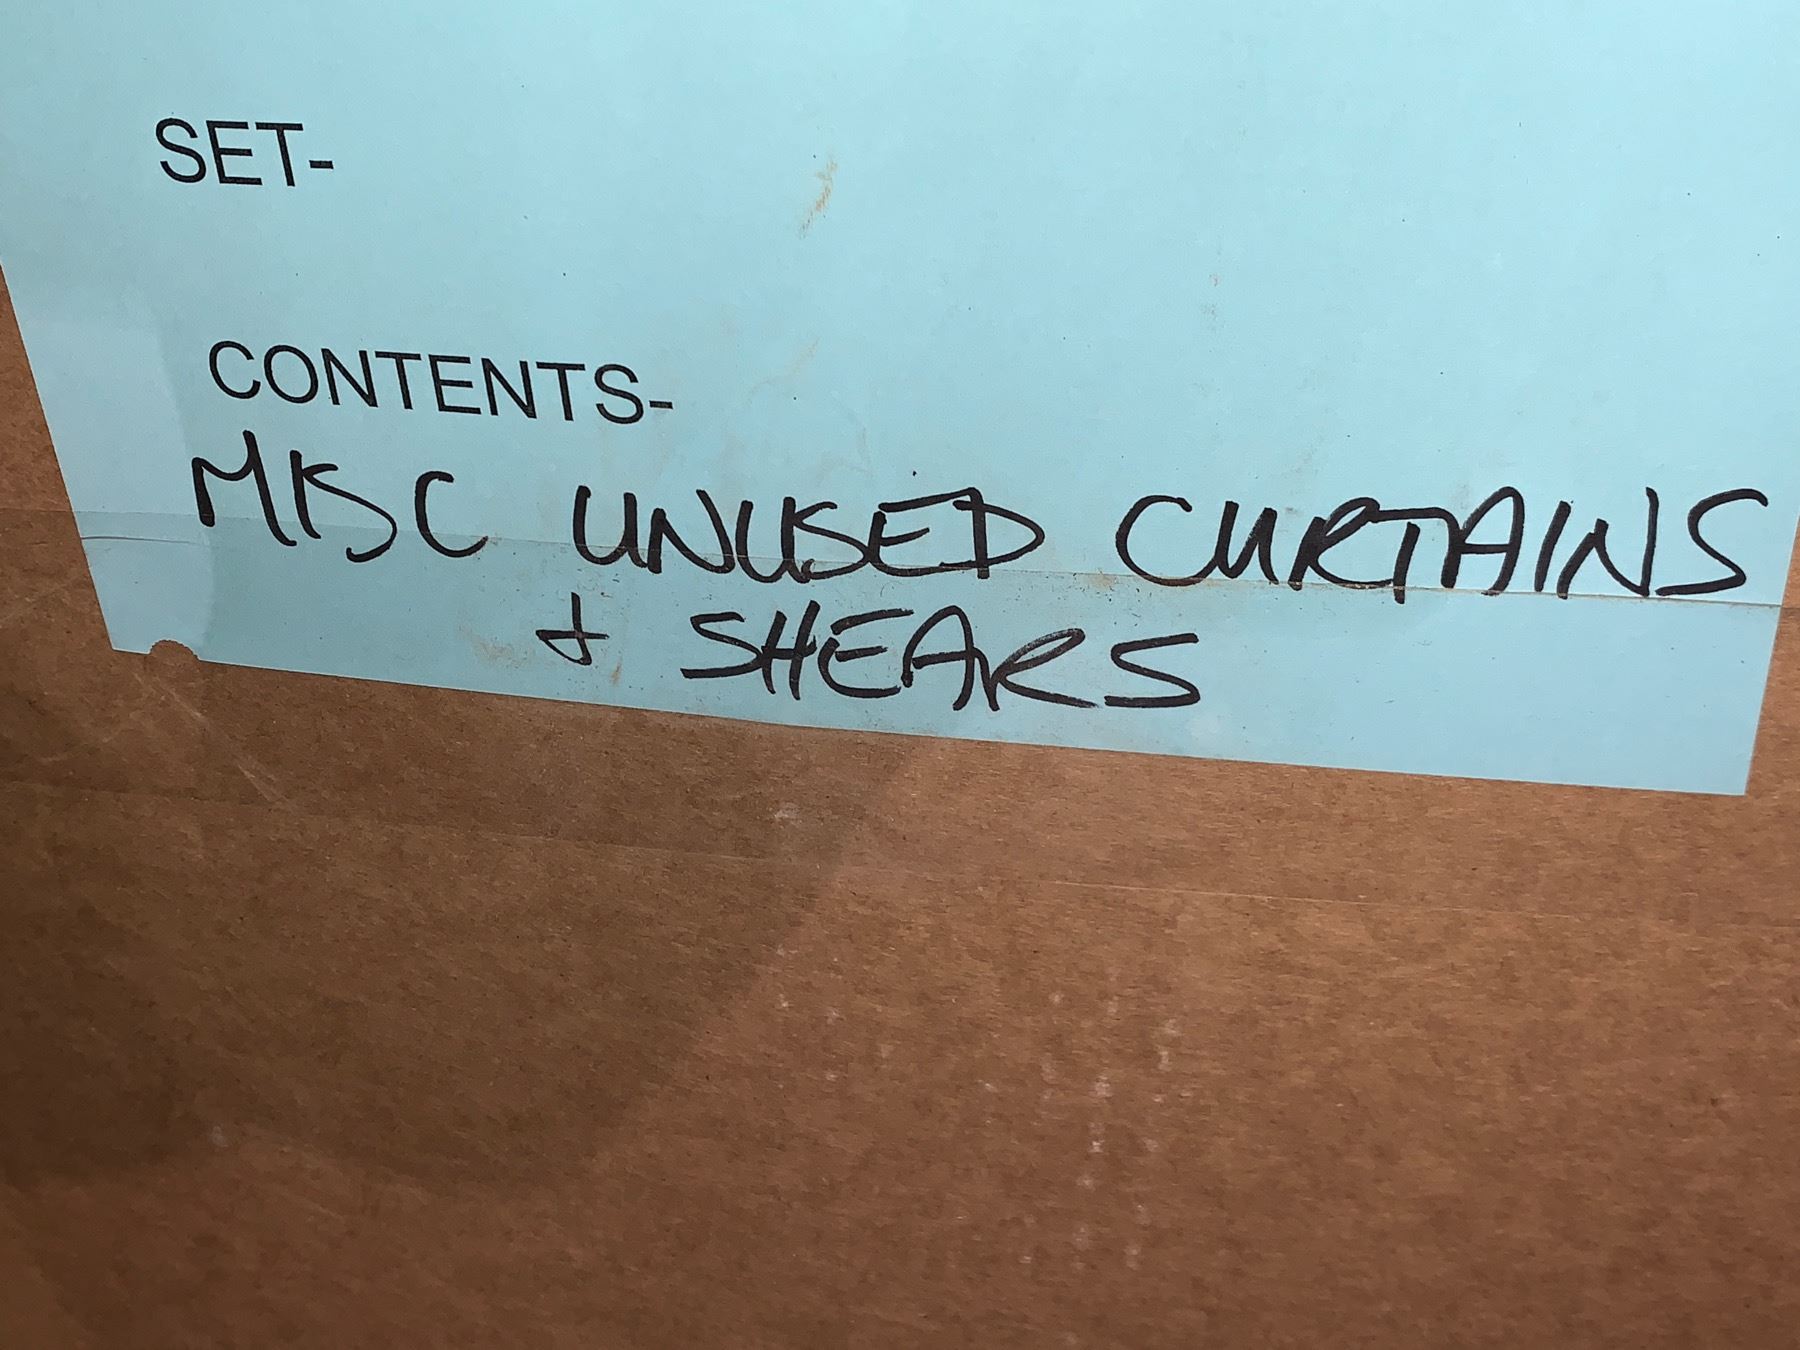 SET-
CONTENTS-
MISC UNUSED CURTAINS
+ SHEARS